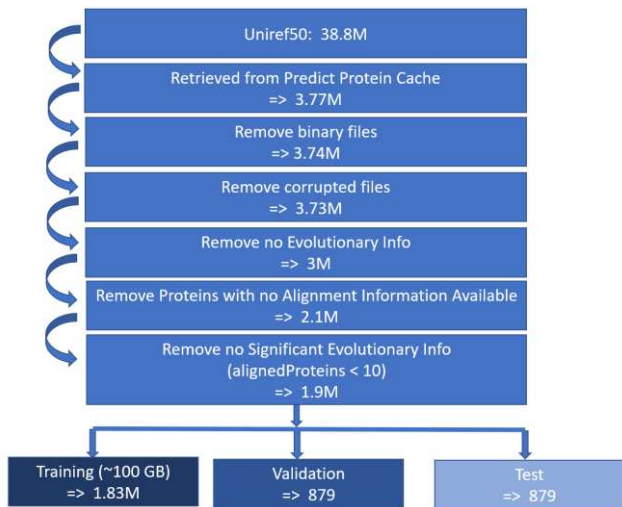 Uniref50: 38.8M
Retrieved from Predict Protein Cache
=> 3.77M
Remove binary files
=> 3.74M
Remove corrupted files
=> 3.73M
Remove no Evolutionary Info
=> 3M
Remove Proteins with no Alignment Information Available
=> 2.1M
Remove no Significant Evolutionary Info
(alignedProteins < 10)
=> 1.9M
Training (~100 GB)
=> 1.83M
Validation
=> 879
Test
=> 879